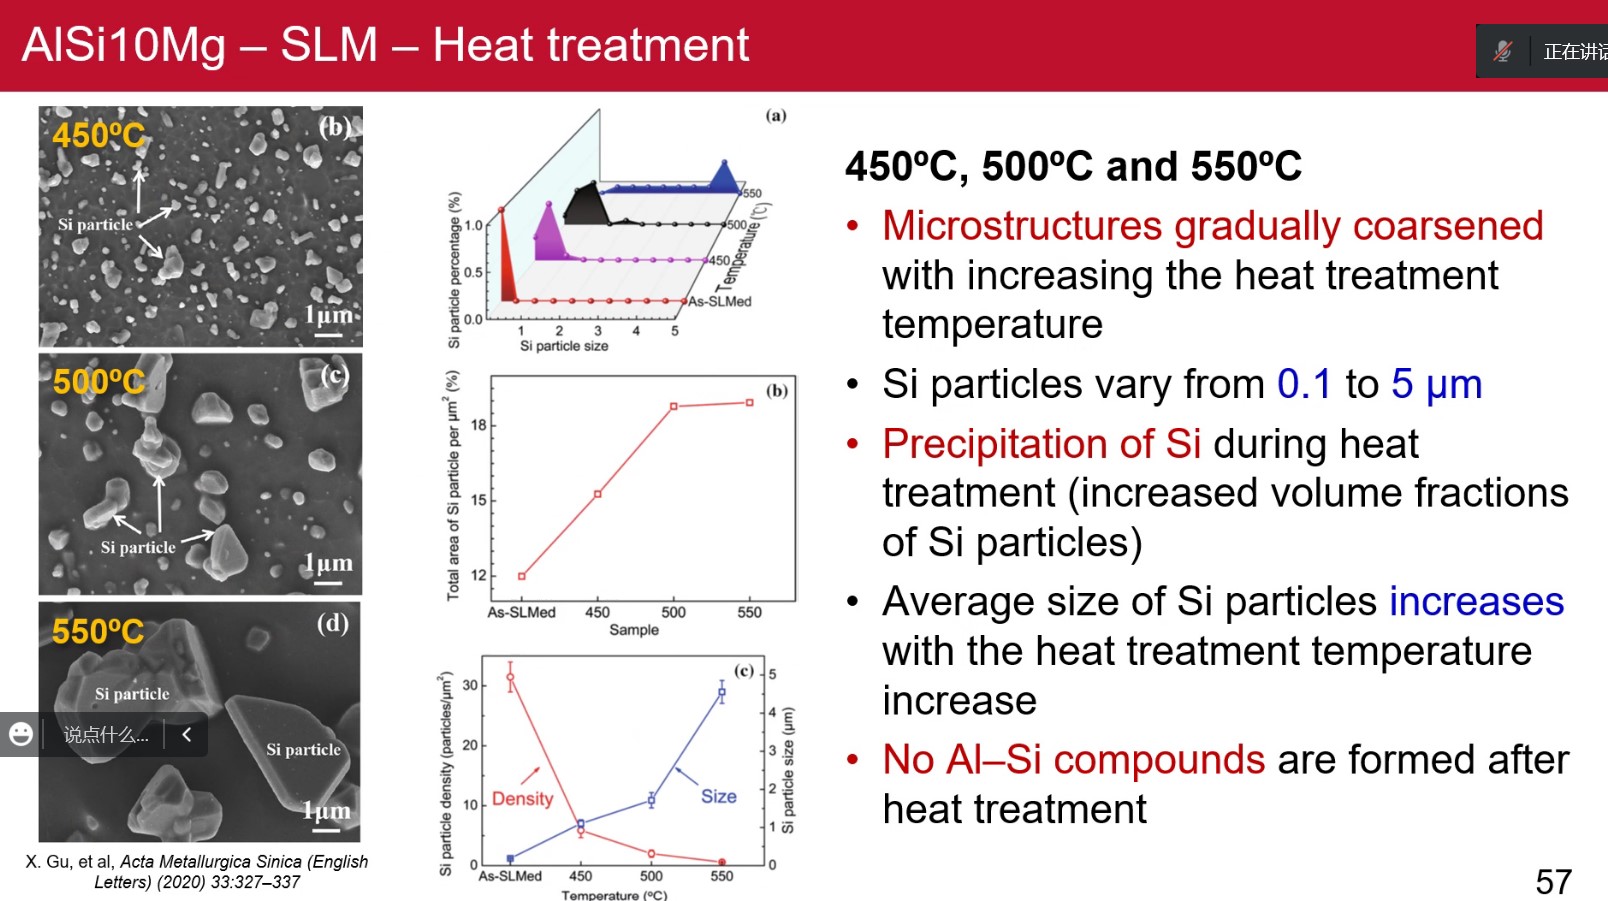 AlSi10Mg – SLM – Heat treatment
正在讲话
450ºC
(b)
Si particle
1μm
500ºC
(c)
Si particle
1μm
550ºC
(d)
Si particle
Si particle
1μm
说点什么...
X. Gu, et al, Acta Metallurgica Sinica (English
Letters) (2020) 33:327–337
(a)
Si particle percentage (%)
1.0
0.5
0.0
1 2 3 4 5
Si particle size
550
500
450
As-SLMed
Temperature (℃)
(b)
Total area of Si particle per μm² (%)
18
15
12
As-SLMed 450 500 550
Sample
(c)
Si particle density (particles/μm²)
30
20
10
0
Density
Size
5
4
3
2
1
0
Si particle size (μm)
As-SLMed 450 500 550
Temperature (ºC)
450ºC, 500ºC and 550ºC
• Microstructures gradually coarsened
with increasing the heat treatment
temperature
• Si particles vary from 0.1 to 5 μm
• Precipitation of Si during heat
treatment (increased volume fractions
of Si particles)
• Average size of Si particles increases
with the heat treatment temperature
increase
• No Al–Si compounds are formed after
heat treatment
57